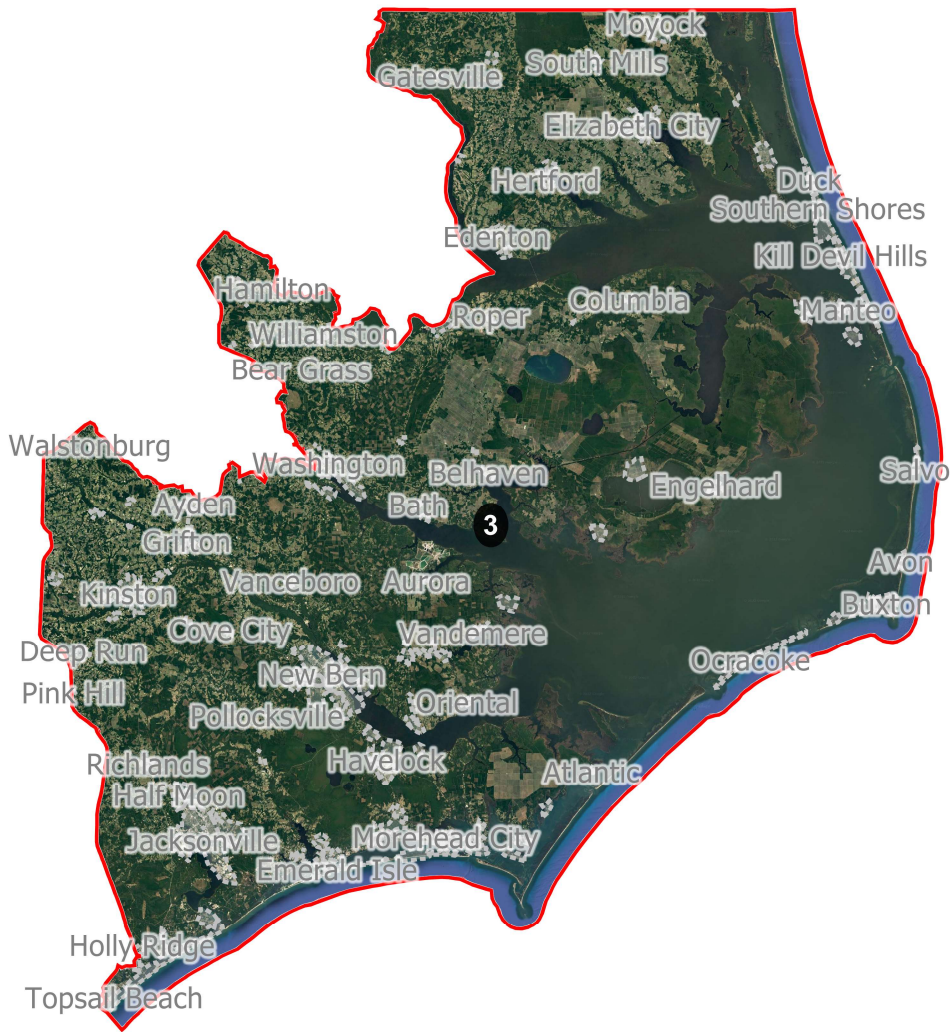 Moyock
South Mills
Gatesville
Elizabeth City
Hertford
Duck
Southern Shores
Edenton
Kill Devil Hills
Hamilton
Columbia
Manteo
Roper
Williamston
Bear Grass
Walstonburg
Washington
Belhaven
Salvo
Engelhard
Ayden
Bath
3
Grifton
Avon
Vanceboro
Aurora
Kinston
Buxton
Cove City
Vandemere
Deep Run
Ocracoke
New Bern
Pink Hill
Oriental
Pollocksville
Havelock
Richlands
Atlantic
Half Moon
Morehead City
Jacksonville
Emerald Isle
Holly Ridge
Topsail Beach